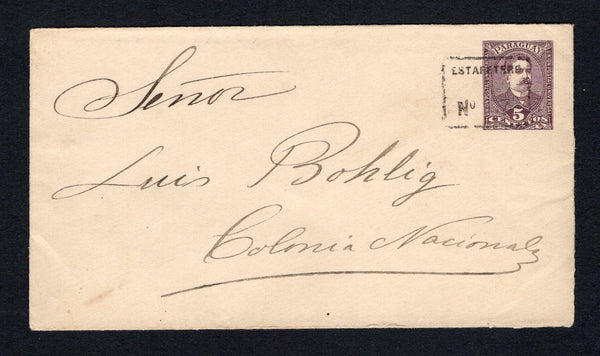 PARAGUAY
ESTAFETERO
Nº
5
CENTAVOS
Señor
Luis Bohlig
Colonia Nacional